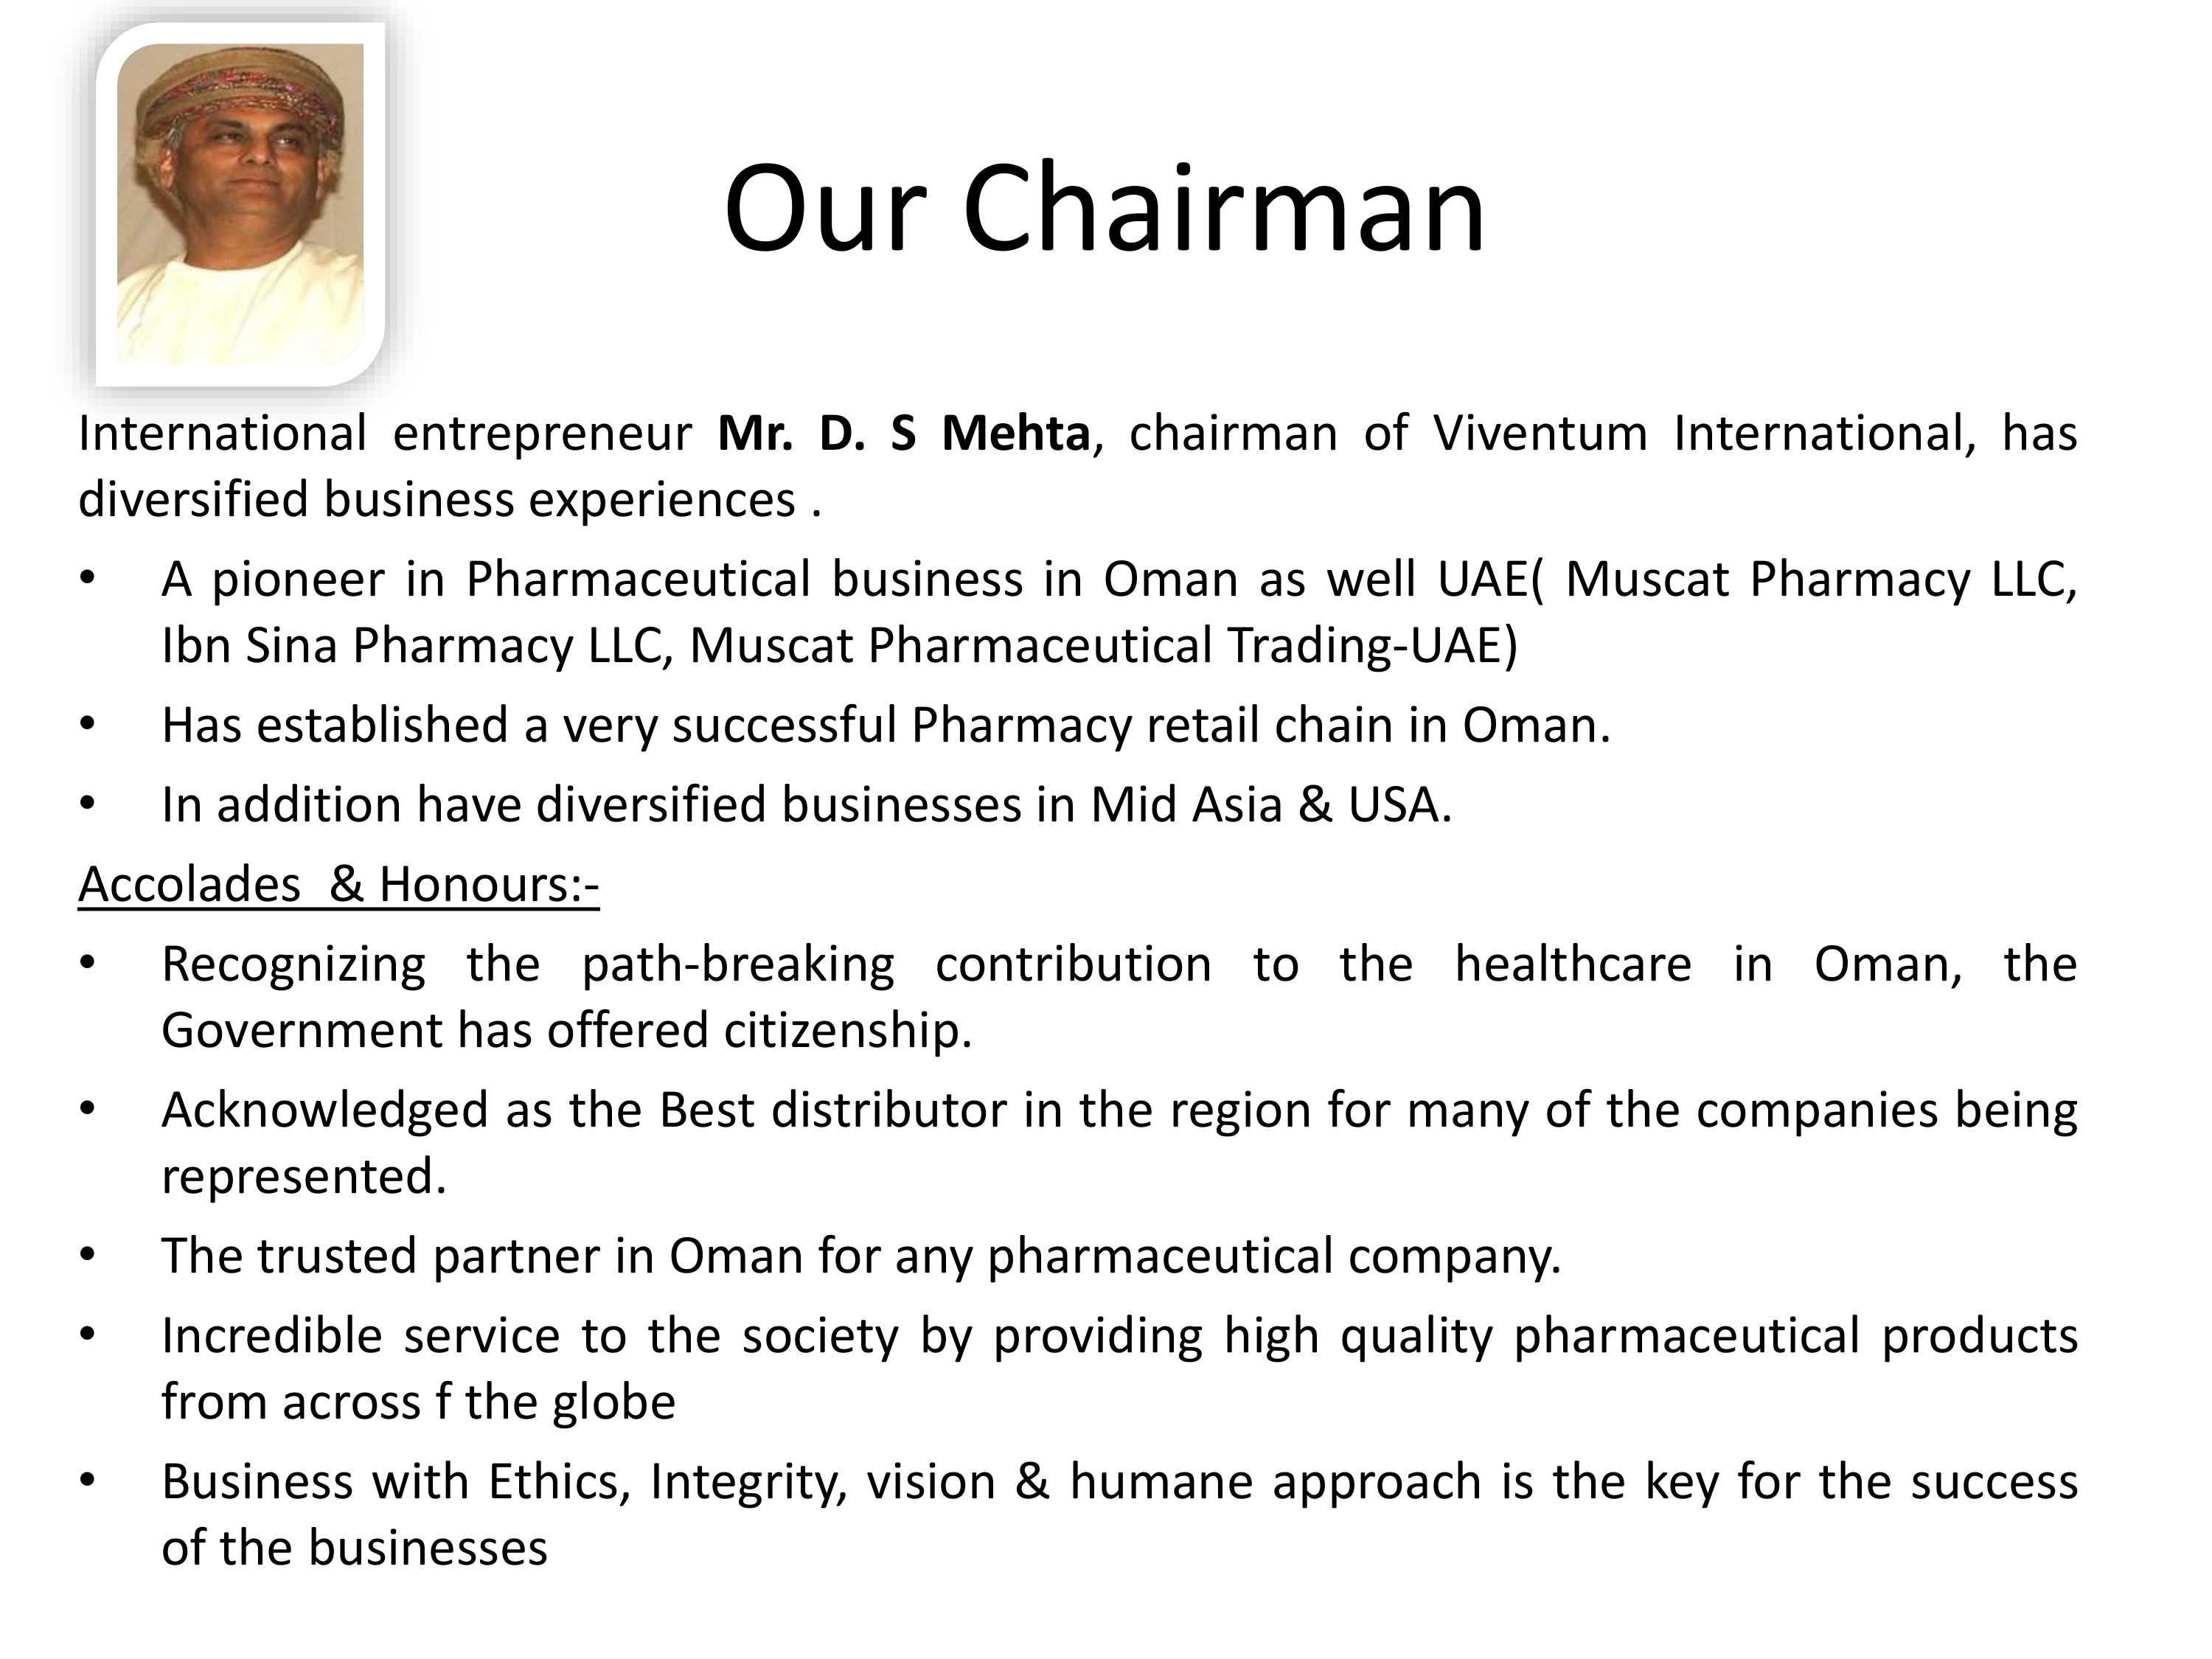 Our Chairman
International entrepreneur Mr. D. S Mehta, chairman of Viventum International, has
diversified business experiences .
• A pioneer in Pharmaceutical business in Oman as well UAE( Muscat Pharmacy LLC,
Ibn Sina Pharmacy LLC, Muscat Pharmaceutical Trading-UAE)
• Has established a very successful Pharmacy retail chain in Oman.
• In addition have diversified businesses in Mid Asia & USA.
Accolades & Honours:-
• Recognizing the path-breaking contribution to the healthcare in Oman, the
Government has offered citizenship.
• Acknowledged as the Best distributor in the region for many of the companies being
represented.
• The trusted partner in Oman for any pharmaceutical company.
• Incredible service to the society by providing high quality pharmaceutical products
from across f the globe
• Business with Ethics, Integrity, vision & humane approach is the key for the success
of the businesses